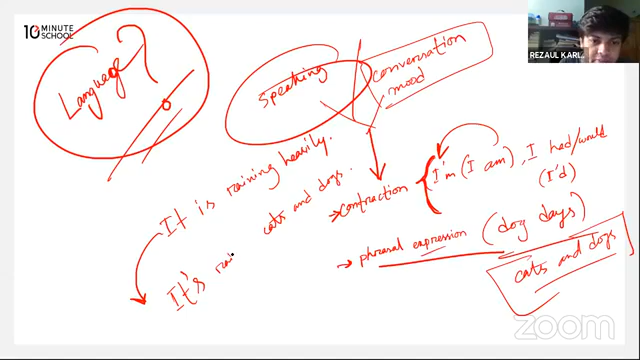 10 MINUTE SCHOOL
REZAUL KARI...
Language?
Speaking
conversation
mood
It is raining heavily.
cats and dogs.
→ contraction { I'm (I am), I had/would
(I'd)
→ phrasal expression (dog days)
cats and dogs
It's rai
zoom